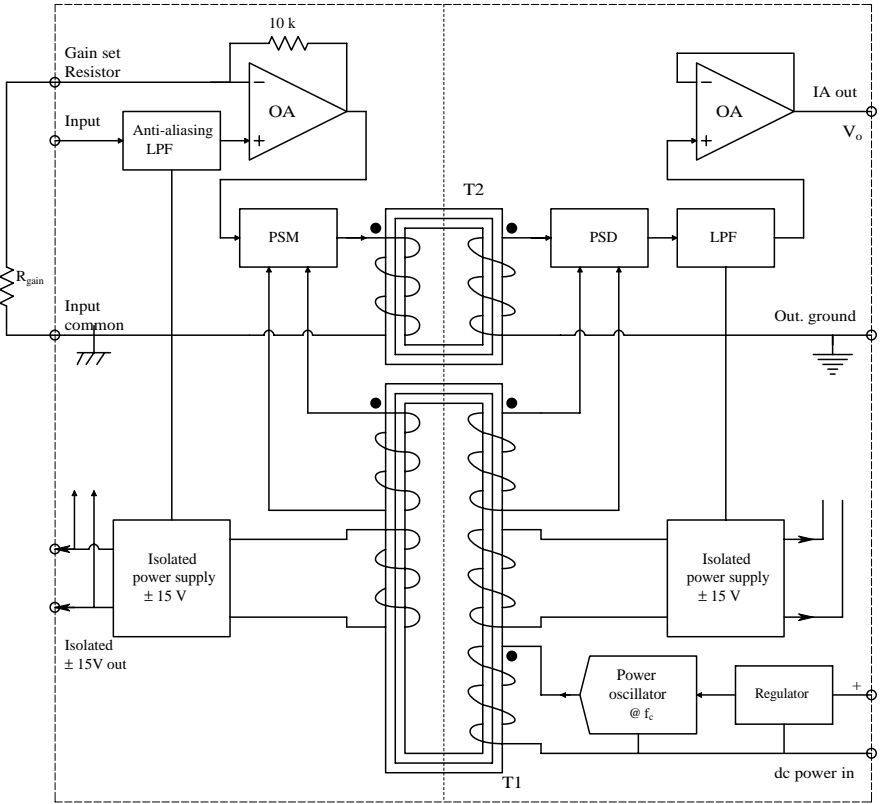 10 k
Gain set
Resistor
−
OA
+
−
OA
+
IA out
Vₒ
Input
Anti-aliasing
LPF
T2
PSM
PSD
LPF
R_gain
Input
common
Out. ground
Isolated
power supply
± 15 V
Isolated
power supply
± 15 V
Isolated
± 15V out
Power
oscillator
@ f_c
Regulator
+
dc power in
T1